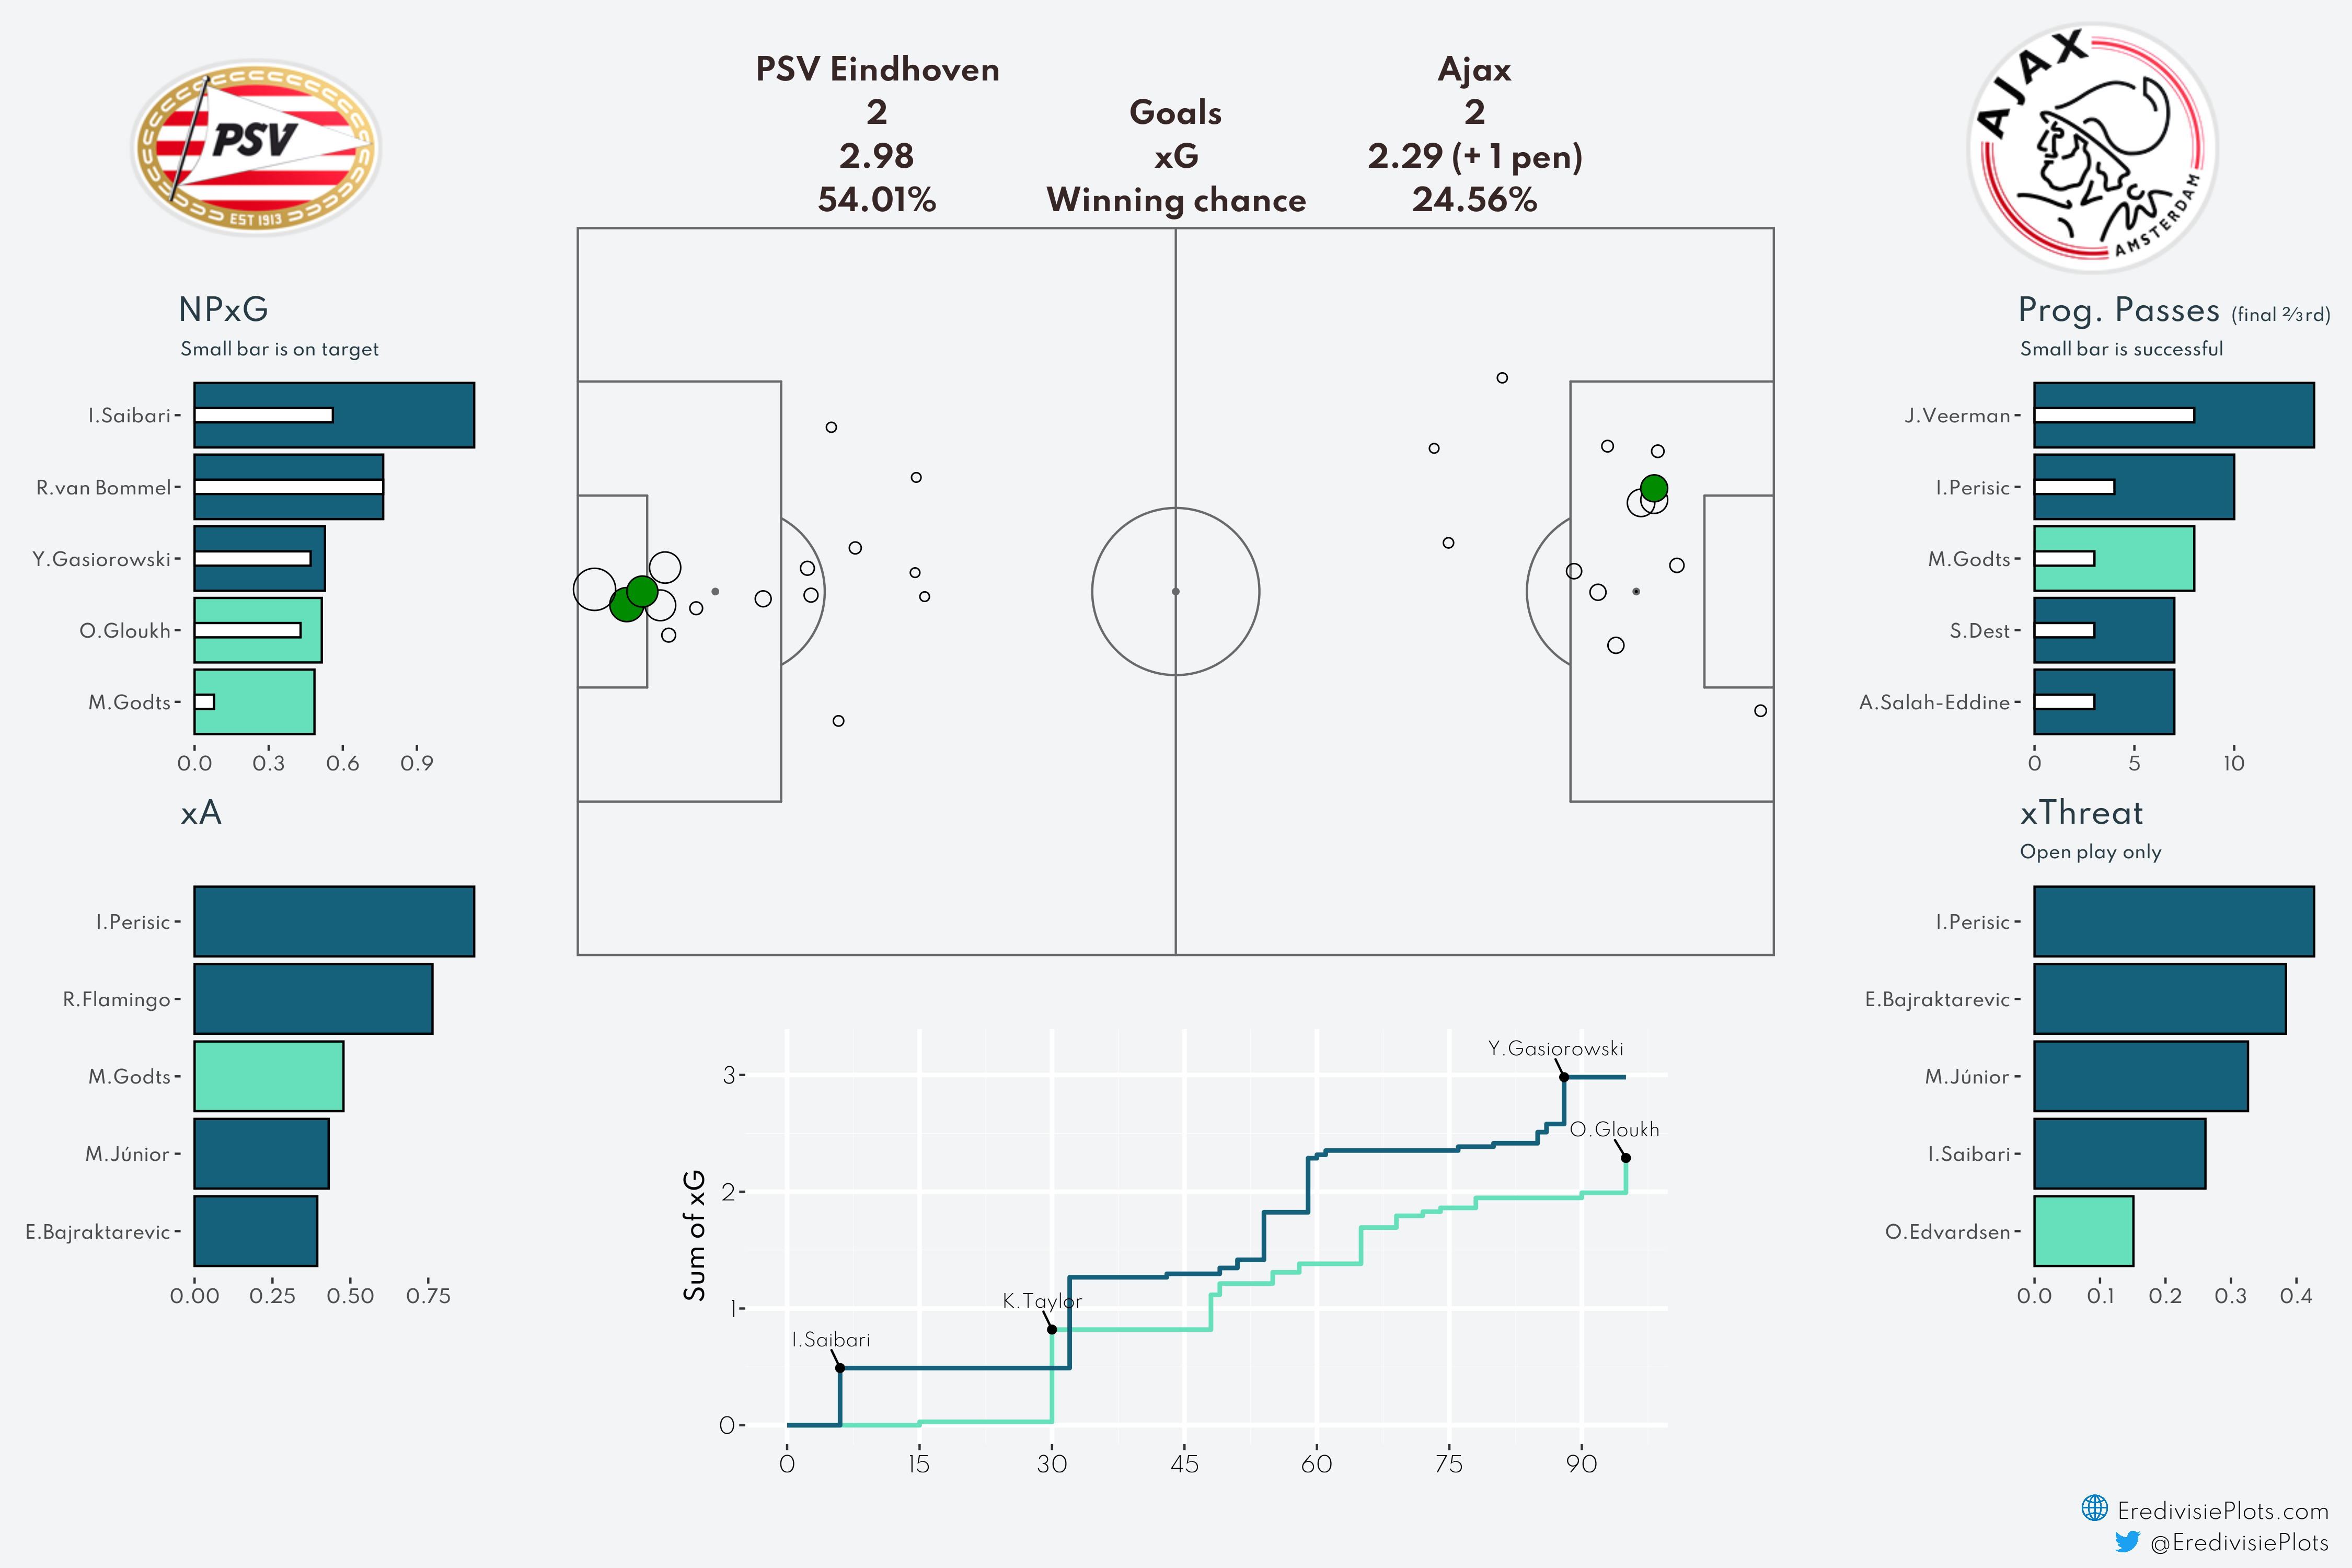 PSV Eindhoven
Ajax
2
Goals
2
2.98
xG
2.29 (+ 1 pen)
54.01%
Winning chance
24.56%
PSV
EST 1913
AJAX
AMSTERDAM
NPxG
Small bar is on target
I.Saibari
R.van Bommel
Y.Gasiorowski
O.Gloukh
M.Godts
0.0 0.3 0.6 0.9
xA
I.Perisic
R.Flamingo
M.Godts
M.Júnior
E.Bajraktarevic
0.00 0.25 0.50 0.75
Sum of xG
3
2
1
0
I.Saibari
K.Taylor
Y.Gasiorowski
O.Gloukh
0 15 30 45 60 75 90
Prog. Passes (final ⅔rd)
Small bar is successful
J.Veerman
I.Perisic
M.Godts
S.Dest
A.Salah-Eddine
0 5 10
xThreat
Open play only
I.Perisic
E.Bajraktarevic
M.Júnior
I.Saibari
O.Edvardsen
0.0 0.1 0.2 0.3 0.4
EredivisiePlots.com
@EredivisiePlots